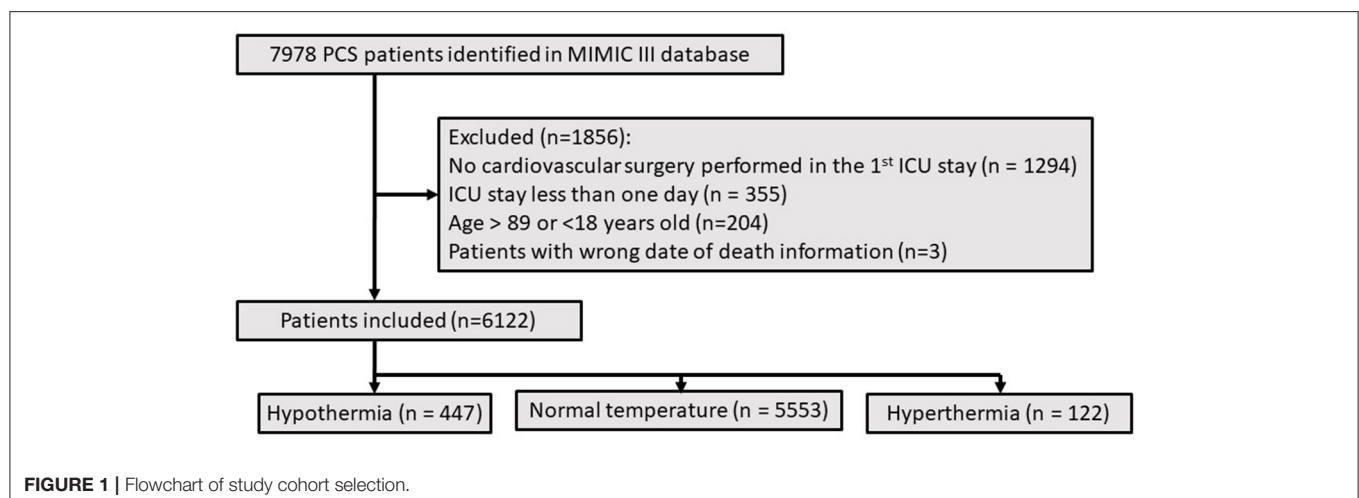 7978 PCS patients identified in MIMIC III database
Excluded (n=1856):
No cardiovascular surgery performed in the 1st ICU stay (n = 1294)
ICU stay less than one day (n = 355)
Age > 89 or <18 years old (n=204)
Patients with wrong date of death information (n=3)
Patients included (n=6122)
Hypothermia (n = 447)
Normal temperature (n = 5553)
Hyperthermia (n = 122)
FIGURE 1 | Flowchart of study cohort selection.